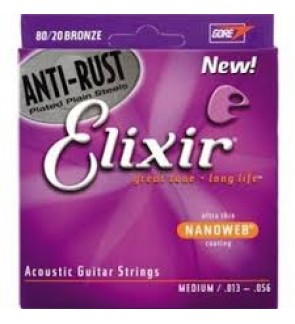 80/20 BRONZE
GORE
New!
ANTI-RUST
Plated Plain Steels
Elixir
great tone · long life™
ultra thin
NANOWEB®
coating
Acoustic Guitar Strings
MEDIUM / .013 – .056